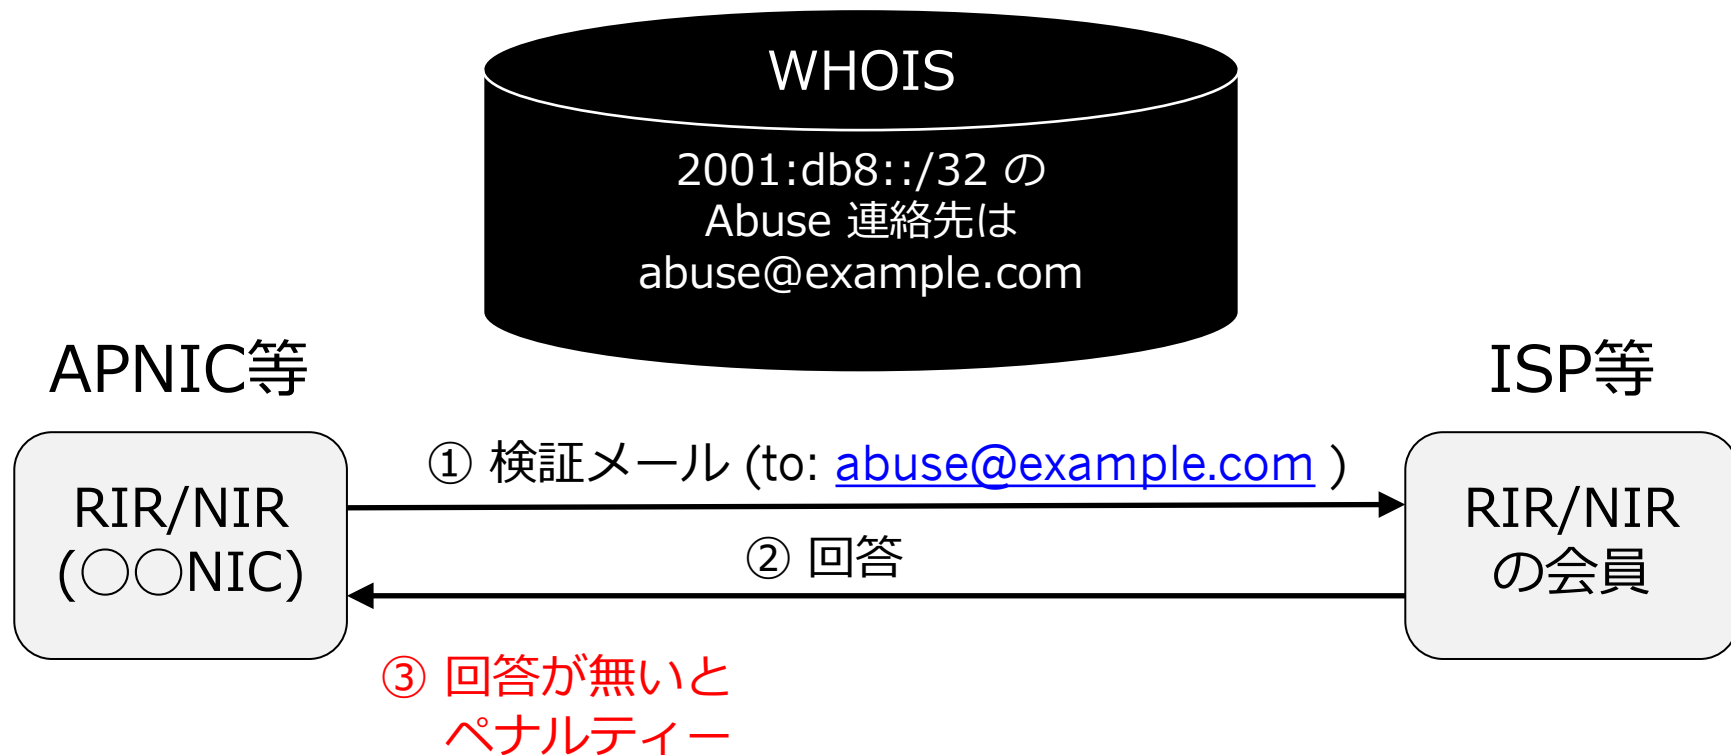 WHOIS
2001:db8::/32 の
Abuse 連絡先は
abuse@example.com
APNIC等
ISP等
RIR/NIR
(○○NIC)
① 検証メール (to: abuse@example.com )
② 回答
RIR/NIR
の会員
③ 回答が無いと
ペナルティー